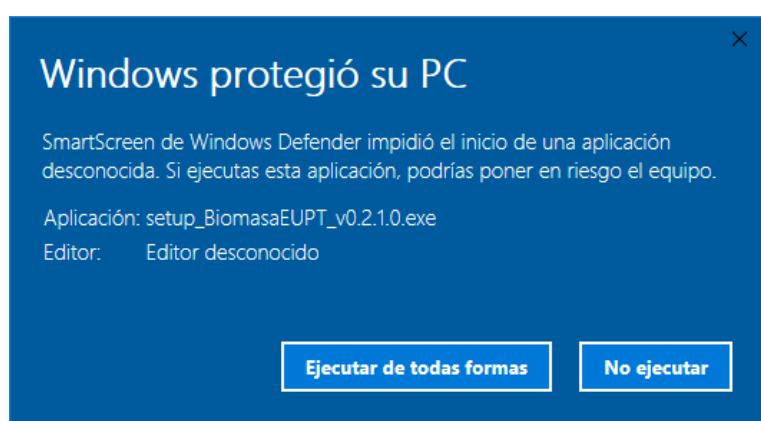 Windows protegió su PC
SmartScreen de Windows Defender impidió el inicio de una aplicación
desconocida. Si ejecutas esta aplicación, podrías poner en riesgo el equipo.
Aplicación: setup_BiomasaEUPT_v0.2.1.0.exe
Editor: Editor desconocido
Ejecutar de todas formas
No ejecutar